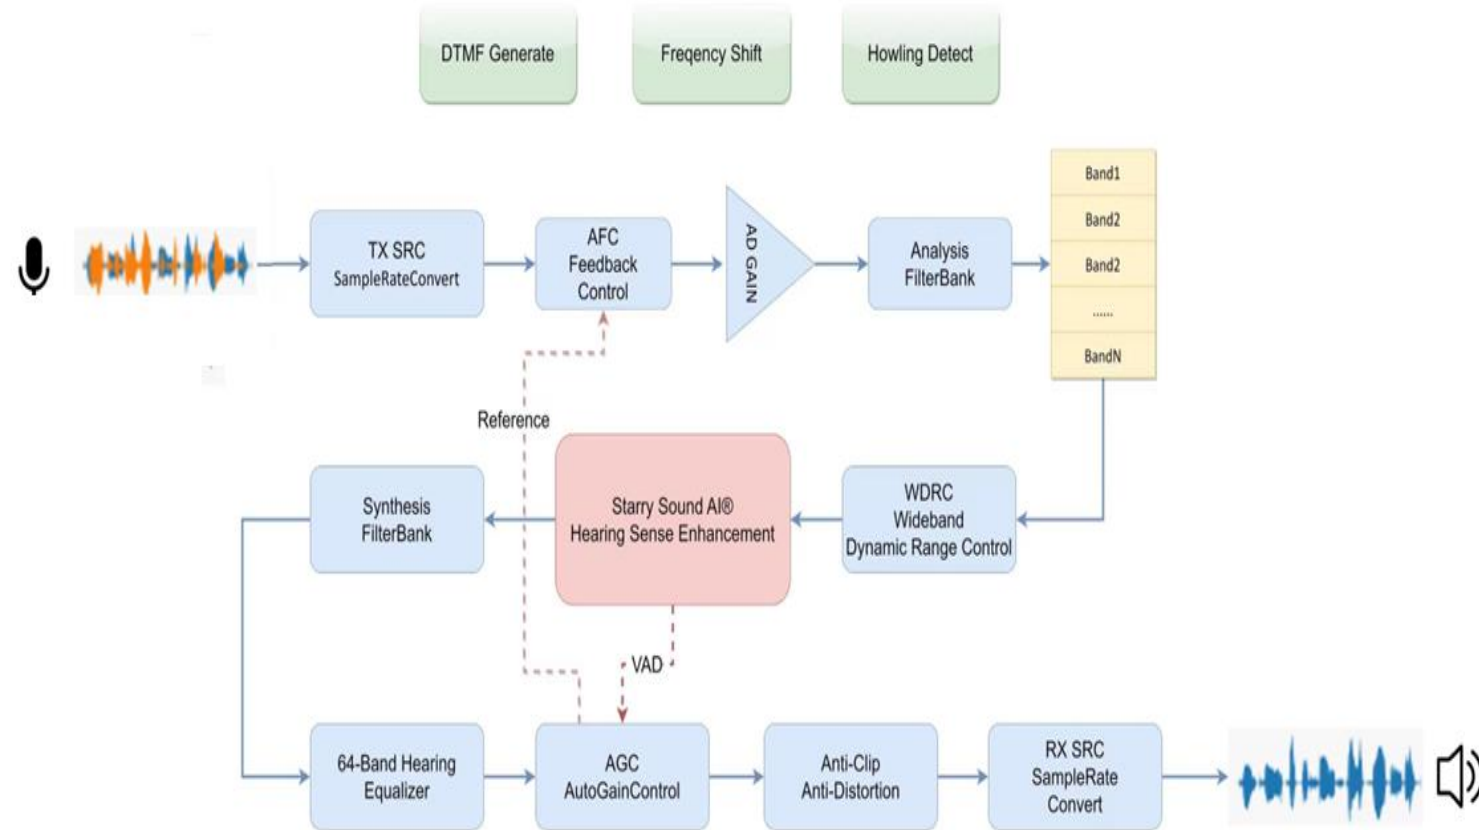 DTMF Generate
Freqency Shift
Howling Detect
TX SRC
SampleRateConvert
AFC
Feedback
Control
AD GAIN
Analysis
FilterBank
Band1
Band2
Band2
......
BandN
Reference
Synthesis
FilterBank
Starry Sound AI®
Hearing Sense Enhancement
WDRC
Wideband
Dynamic Range Control
VAD
64-Band Hearing
Equalizer
AGC
AutoGainControl
Anti-Clip
Anti-Distortion
RX SRC
SampleRate
Convert